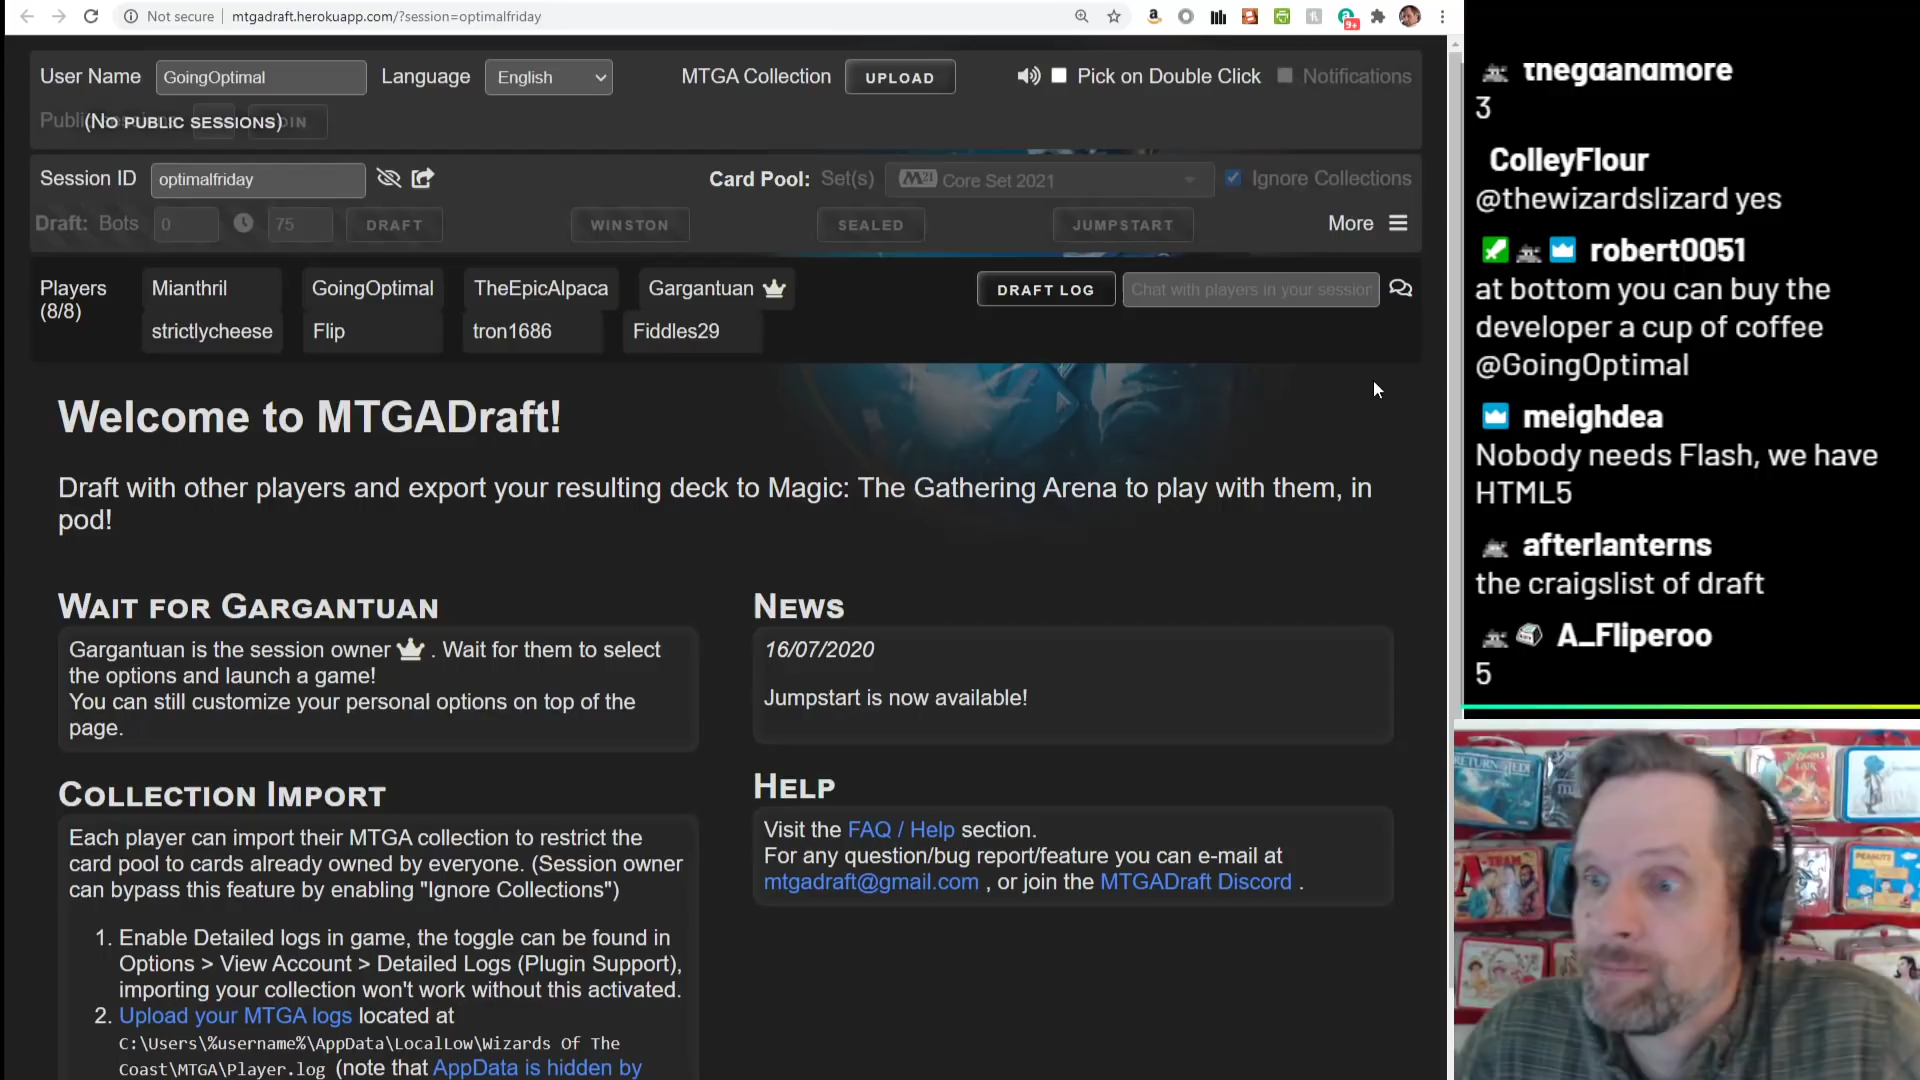 Not secure
mtgadraft.herokuapp.com/?session=optimalfriday
9+
User Name
GoingOptimal
Language
English
MTGA Collection
UPLOAD
Pick on Double Click
Notifications
(NO PUBLIC SESSIONS)
Session ID
optimalfriday
Card Pool:
Set(s)
M21 Core Set 2021
Ignore Collections
Draft:
Bots
0
75
DRAFT
WINSTON
SEALED
JUMPSTART
More
Players
(8/8)
Mianthril
GoingOptimal
TheEpicAlpaca
Gargantuan
strictlycheese
Flip
tron1686
Fiddles29
DRAFT LOG
Chat with players in your session
Welcome to MTGADraft!
Draft with other players and export your resulting deck to Magic: The Gathering Arena to play with them, in
pod!
WAIT FOR GARGANTUAN
Gargantuan is the session owner . Wait for them to select
the options and launch a game!
You can still customize your personal options on top of the
page.
COLLECTION IMPORT
Each player can import their MTGA collection to restrict the
card pool to cards already owned by everyone. (Session owner
can bypass this feature by enabling "Ignore Collections")
1. Enable Detailed logs in game, the toggle can be found in
Options > View Account > Detailed Logs (Plugin Support),
importing your collection won't work without this activated.
2. Upload your MTGA logs located at
C:\Users\%username%\AppData\LocalLow\Wizards Of The
Coast\MTGA\Player.log (note that AppData is hidden by
NEWS
16/07/2020
Jumpstart is now available!
HELP
Visit the FAQ / Help section.
For any question/bug report/feature you can e-mail at
mtgadraft@gmail.com , or join the MTGADraft Discord .
thegdandmore
3
ColleyFlour
@thewizardslizard yes
robert0051
at bottom you can buy the
developer a cup of coffee
@GoingOptimal
meighdea
Nobody needs Flash, we have
HTML5
afterlanterns
the craigslist of draft
A_Fliperoo
5
PEANUTS